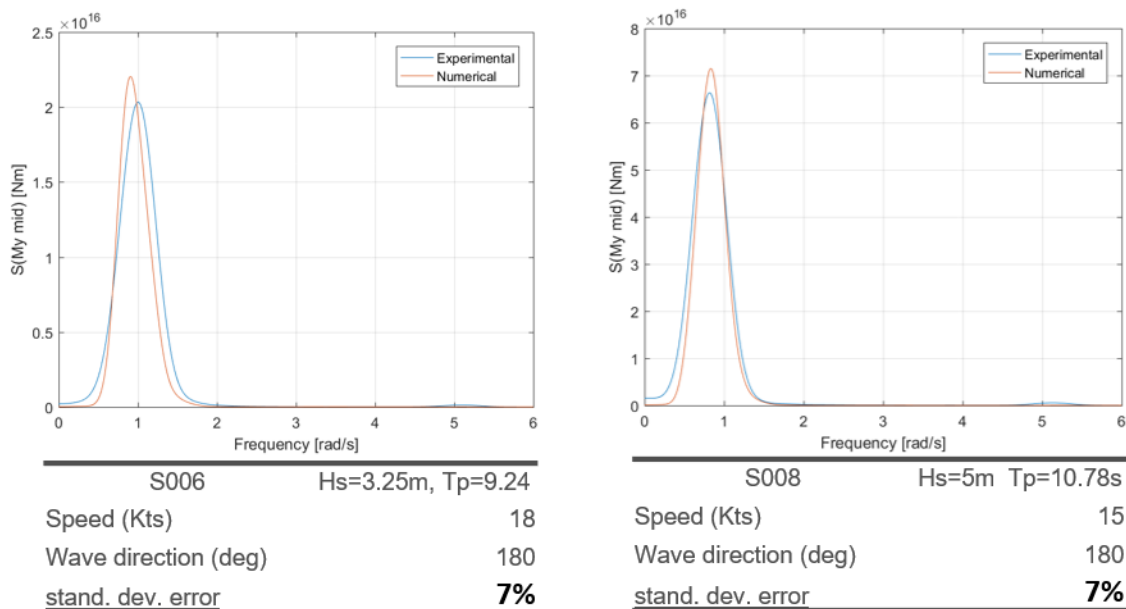 ×10^16
2.5
2
1.5
1
0.5
0
S(My mid) [Nm]
Experimental
Numerical
0 1 2 3 4 5 6
Frequency [rad/s]
S006 Hs=3.25m, Tp=9.24
Speed (Kts) 18
Wave direction (deg) 180
stand. dev. error 7%
×10^16
8
7
6
5
4
3
2
1
0
S(My mid) [Nm]
Experimental
Numerical
0 1 2 3 4 5 6
Frequency [rad/s]
S008 Hs=5m Tp=10.78s
Speed (Kts) 15
Wave direction (deg) 180
stand. dev. error 7%